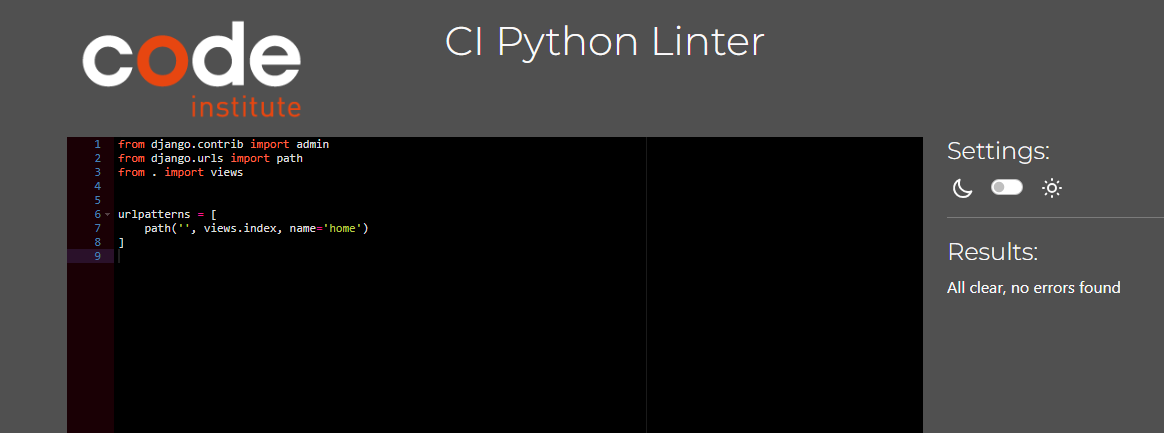 code
institute
CI Python Linter
1 from django.contrib import admin
2 from django.urls import path
3 from . import views
4
5
6 urlpatterns = [
7     path('', views.index, name='home')
8 ]
9
Settings:
Results:
All clear, no errors found